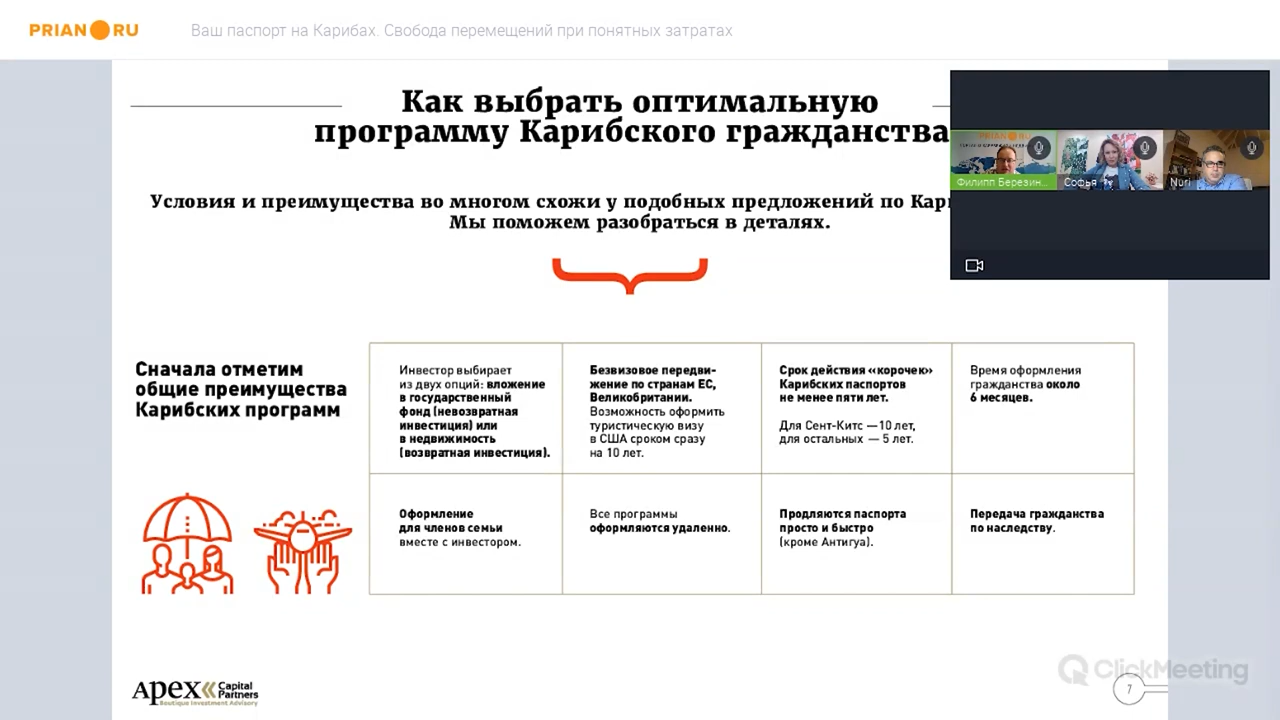 PRIAN RU
Ваш паспорт на Карибах. Свобода перемещений при понятных затратах
Как выбрать оптимальную
программу Карибского гражданства
Условия и преимущества во многом схожи у подобных предложений по
Мы поможем разобраться в деталях.
PRIAN RU
Филипп Березин...
Софья
Nuri
Сначала отметим
общие преимущества
Карибских программ
Инвестор выбирает
из двух опций: вложение
в государственный
фонд (невозвратная
инвестиция) или
в недвижимость
(возвратная инвестиция).
Безвизовое передви-
жение по странам ЕС,
Великобритании.
Возможность оформить
туристическую визу
в США сроком сразу
на 10 лет.
Срок действия «корочек»
Карибских паспортов
не менее пяти лет.
Для Сент-Китс —10 лет,
для остальных — 5 лет.
Время оформления
гражданства около
6 месяцев.
Оформление
для членов семьи
вместе с инвестором.
Все программы
оформляются удаленно.
Продляются паспорта
просто и быстро
(кроме Антигуа).
Передача гражданства
по наследству.
Apex Capital
Partners
Boutique Investment Advisory
ClickMeeting
7